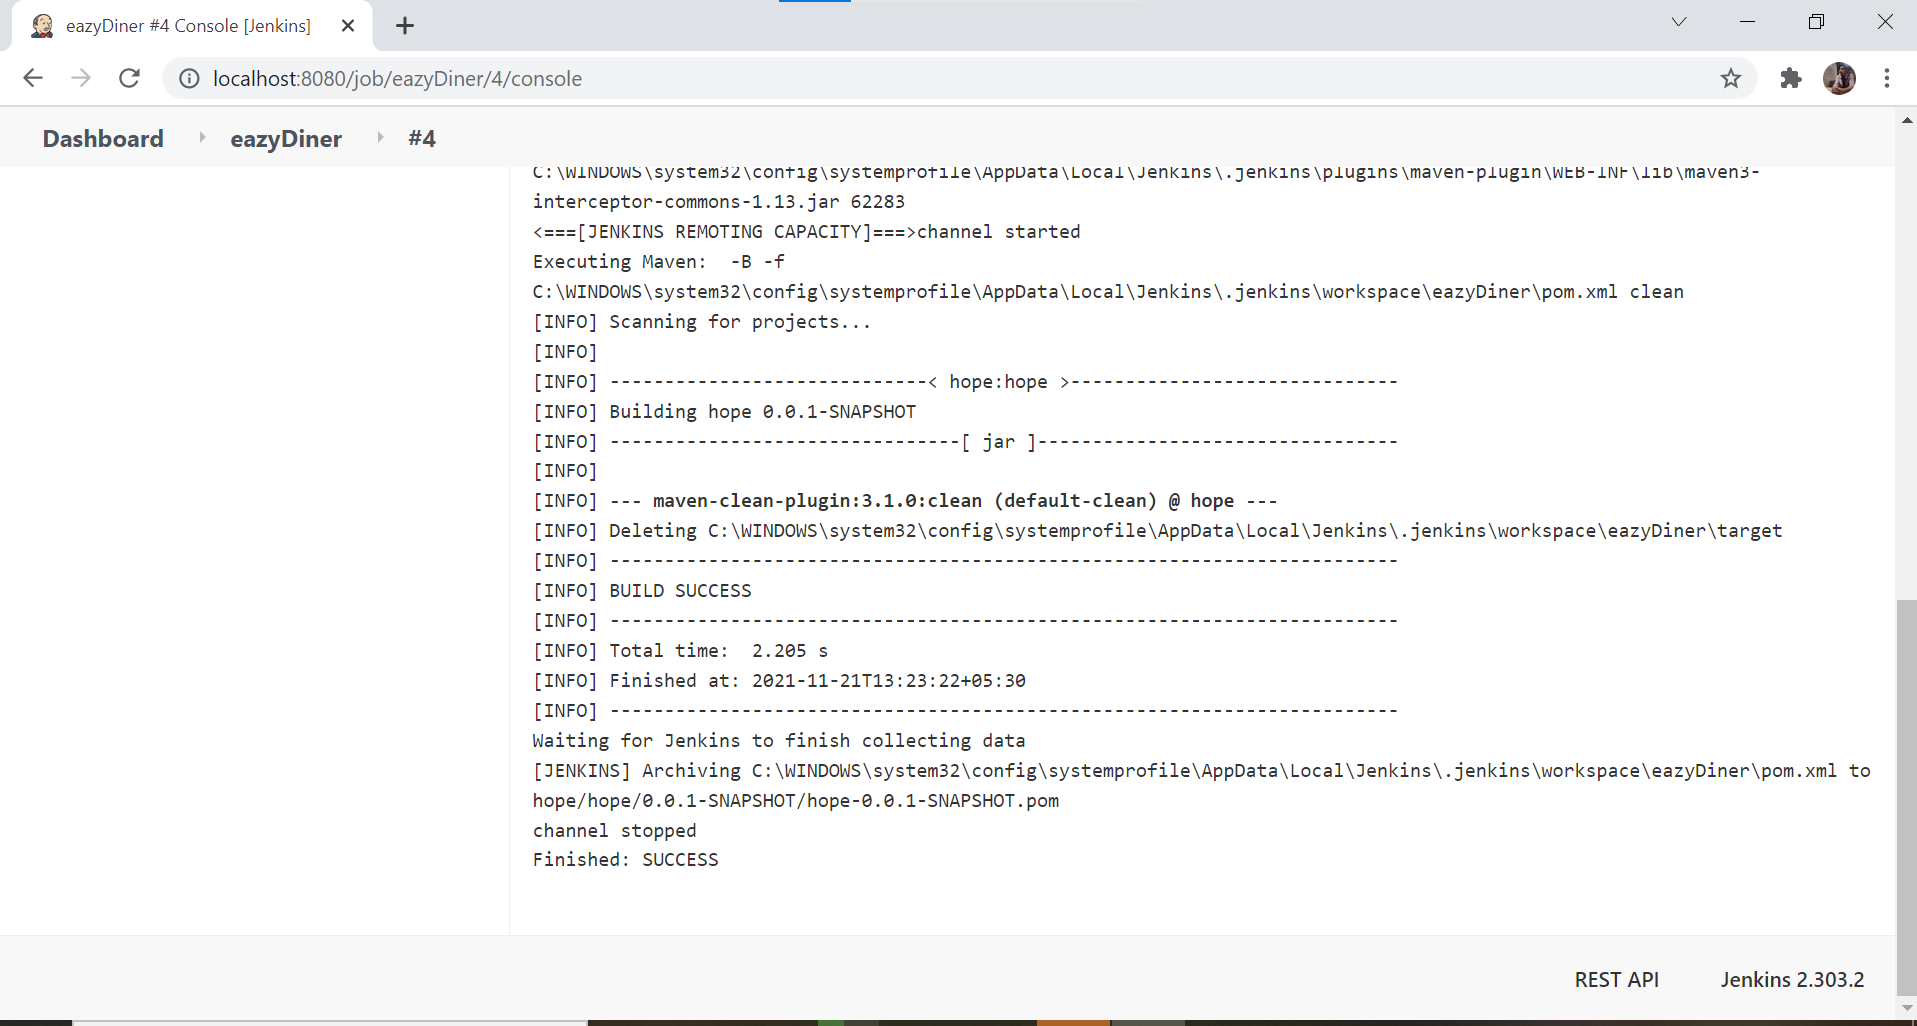 eazyDiner #4 Console [Jenkins]
localhost:8080/job/eazyDiner/4/console
Dashboard eazyDiner #4
C:\WINDOWS\system32\config\systemprofile\AppData\Local\Jenkins\.jenkins\plugins\maven-plugin\WEB-INF\lib\maven3-
interceptor-commons-1.13.jar 62283
<===[JENKINS REMOTING CAPACITY]===>channel started
Executing Maven:  -B -f
C:\WINDOWS\system32\config\systemprofile\AppData\Local\Jenkins\.jenkins\workspace\eazyDiner\pom.xml clean
[INFO] Scanning for projects...
[INFO]
[INFO] -----------------------------< hope:hope >------------------------------
[INFO] Building hope 0.0.1-SNAPSHOT
[INFO] --------------------------------[ jar ]---------------------------------
[INFO]
[INFO] --- maven-clean-plugin:3.1.0:clean (default-clean) @ hope ---
[INFO] Deleting C:\WINDOWS\system32\config\systemprofile\AppData\Local\Jenkins\.jenkins\workspace\eazyDiner\target
[INFO] ------------------------------------------------------------------------
[INFO] BUILD SUCCESS
[INFO] ------------------------------------------------------------------------
[INFO] Total time:  2.205 s
[INFO] Finished at: 2021-11-21T13:23:22+05:30
[INFO] ------------------------------------------------------------------------
Waiting for Jenkins to finish collecting data
[JENKINS] Archiving C:\WINDOWS\system32\config\systemprofile\AppData\Local\Jenkins\.jenkins\workspace\eazyDiner\pom.xml to
hope/hope/0.0.1-SNAPSHOT/hope-0.0.1-SNAPSHOT.pom
channel stopped
Finished: SUCCESS
REST API Jenkins 2.303.2